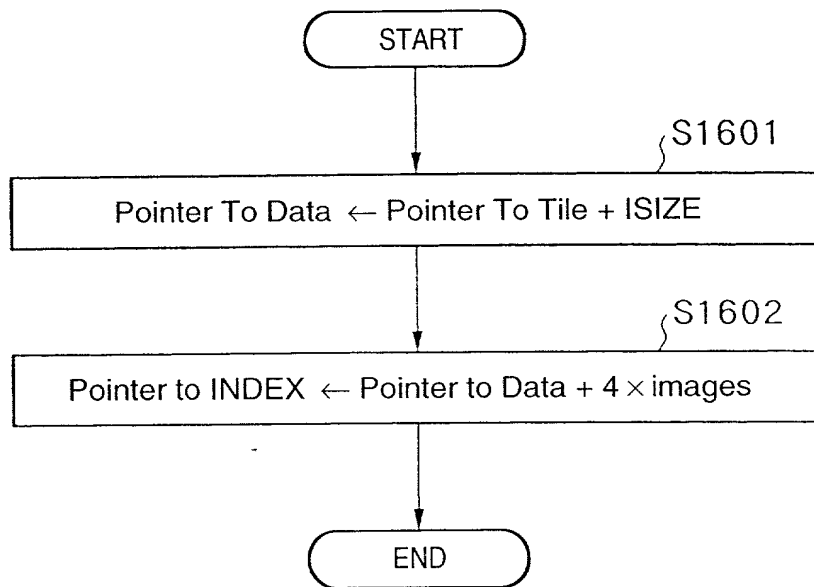 START
S1601
Pointer To Data ← Pointer To Tile + ISIZE
S1602
Pointer to INDEX ← Pointer to Data + 4 × images
END